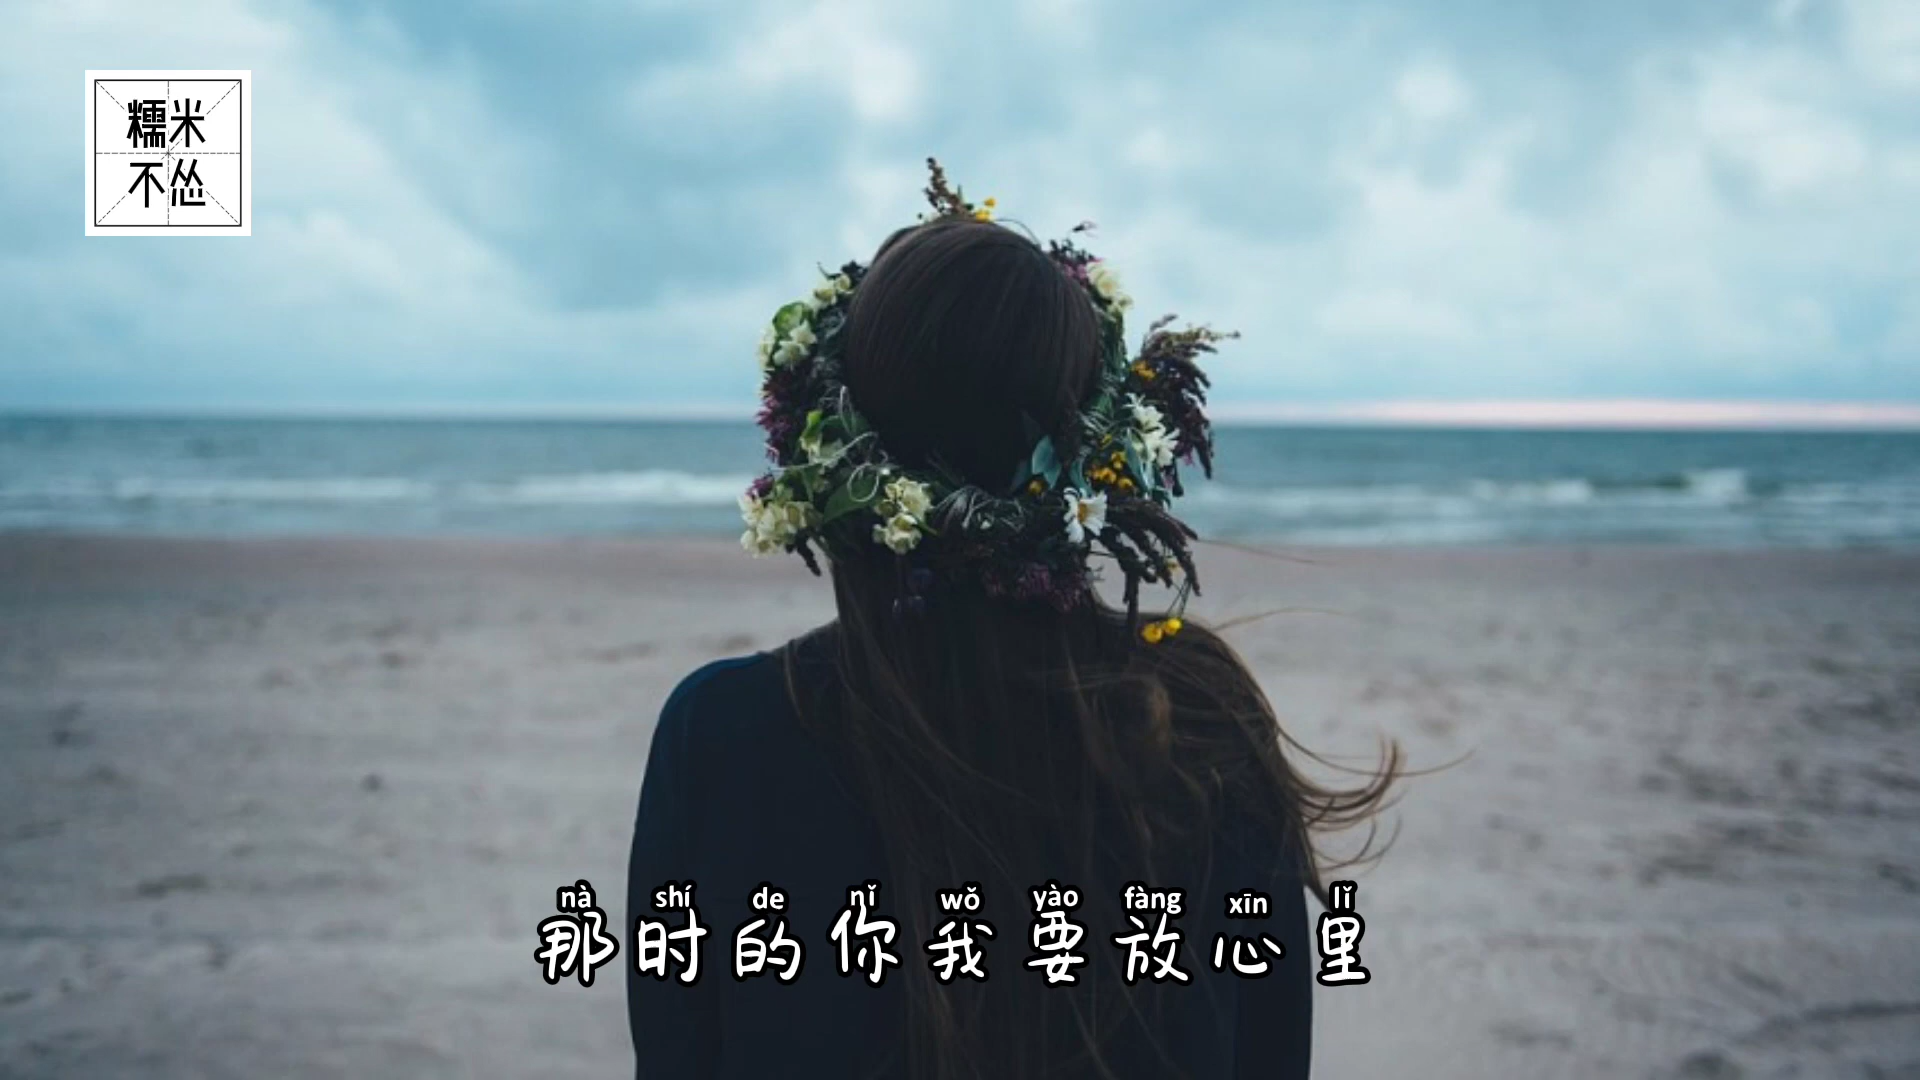 糯米
不怂
nà shí de nǐ wǒ yào fàng xīn lǐ
那时的你我要放心里